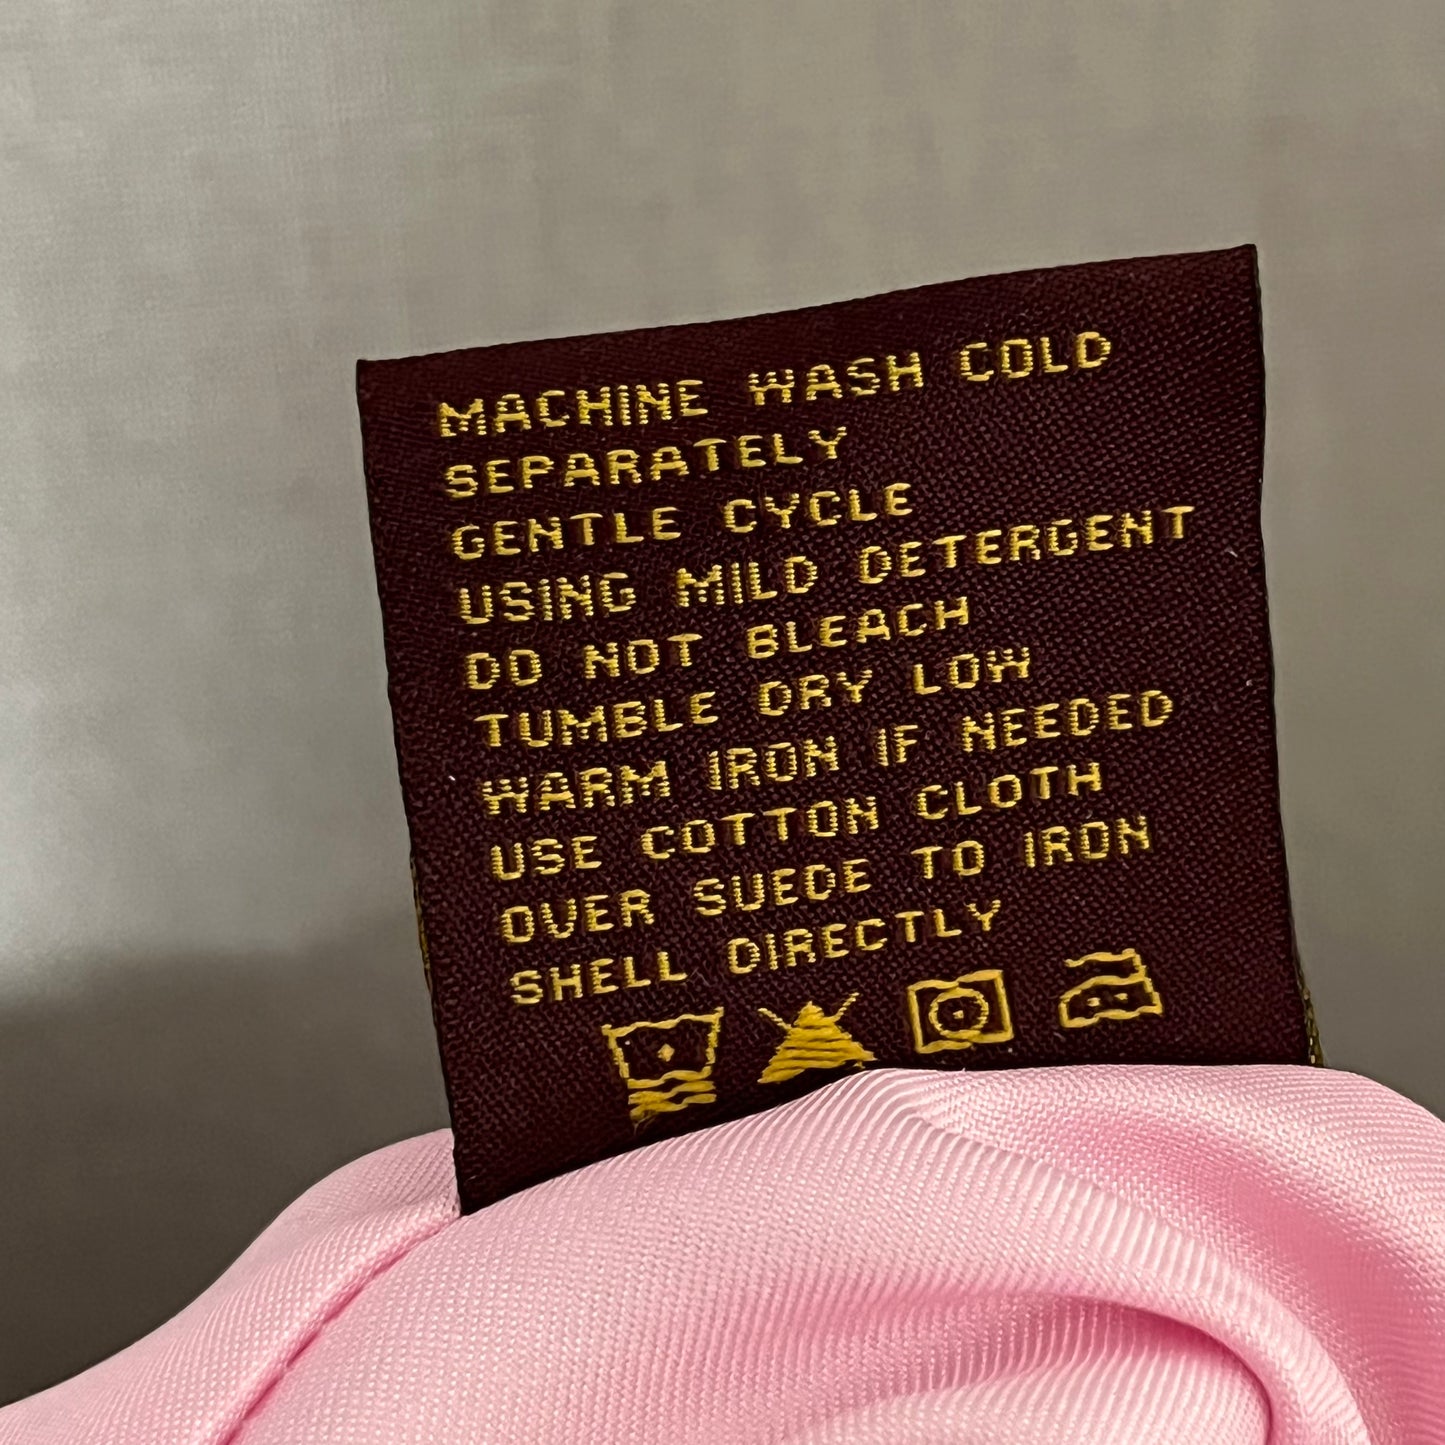 MACHINE WASH COLD
SEPARATELY
GENTLE CYCLE
USING MILD DETERGENT
DO NOT BLEACH
TUMBLE DRY LOW
WARM IRON IF NEEDED
USE COTTON CLOTH
OVER SUEDE TO IRON
SHELL DIRECTLY